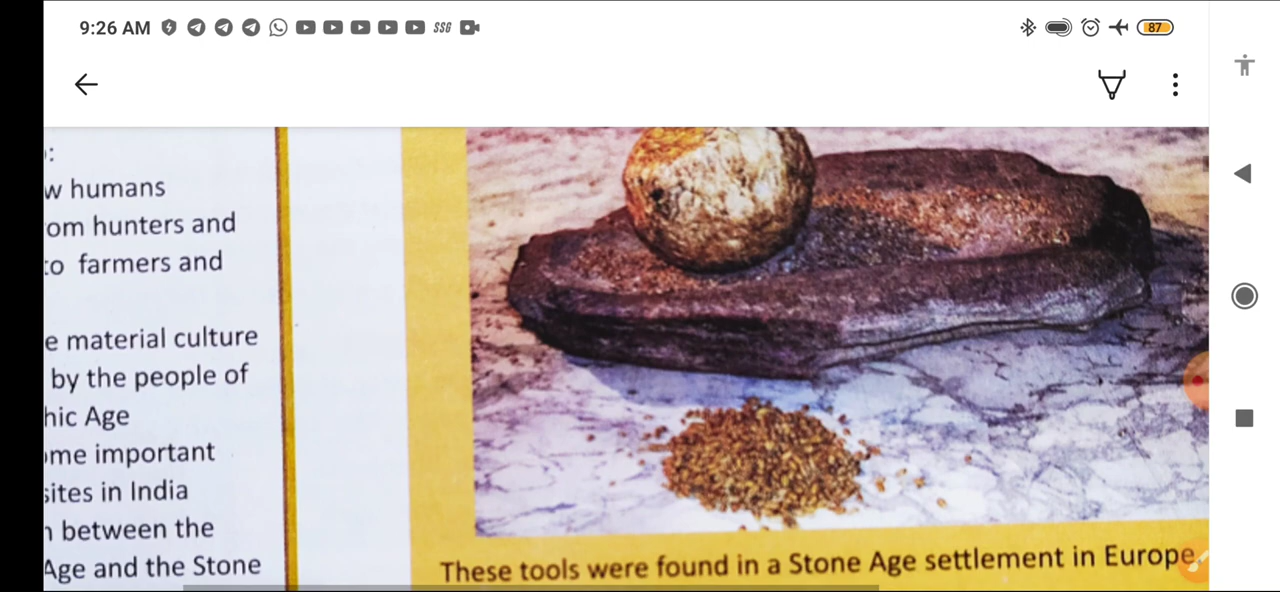 9:26 AM
SSG
87
w humans
om hunters and
to farmers and
e material culture
by the people of
hic Age
me important
sites in India
n between the
Age and the Stone
These tools were found in a Stone Age settlement in Europe